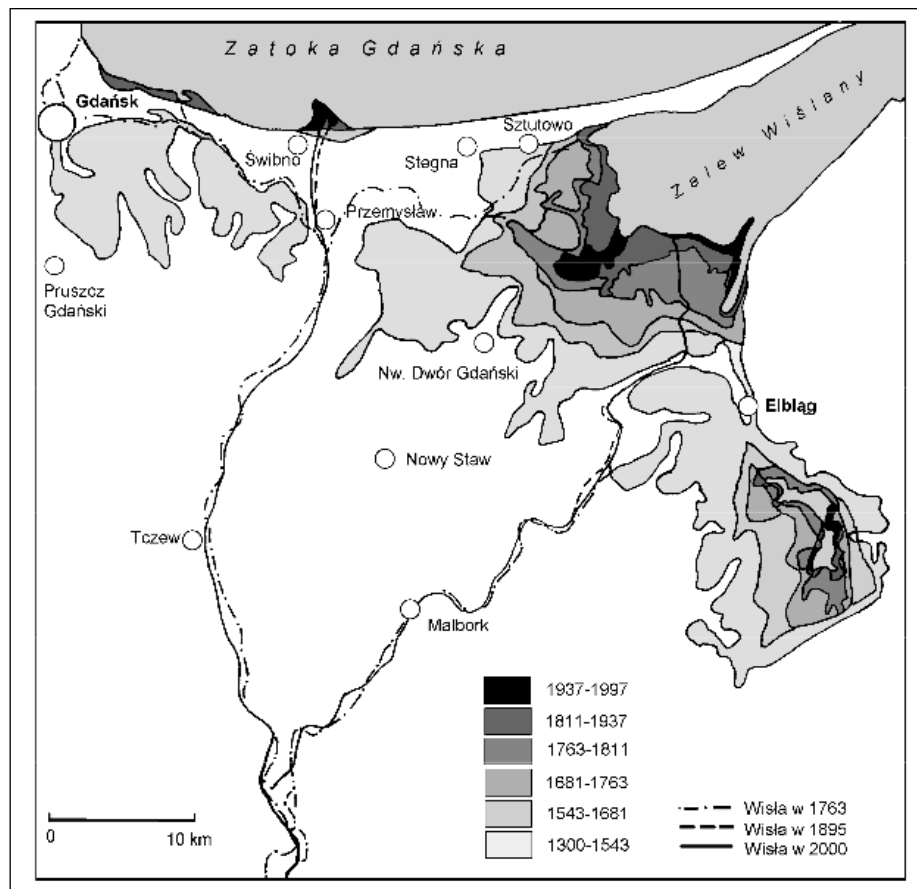 Zatoka Gdańska
Gdańsk
Zalew Wiślany
Sztutowo
Stegna
Świbno
Przemysław
Pruszcz
Gdański
Nw. Dwór Gdański
Elbląg
Nowy Staw
Tczew
Malbork
1937-1997
1811-1937
1763-1811
1681-1763
1543-1681
1300-1543
Wisła w 1763
Wisła w 1895
Wisła w 2000
0 10 km